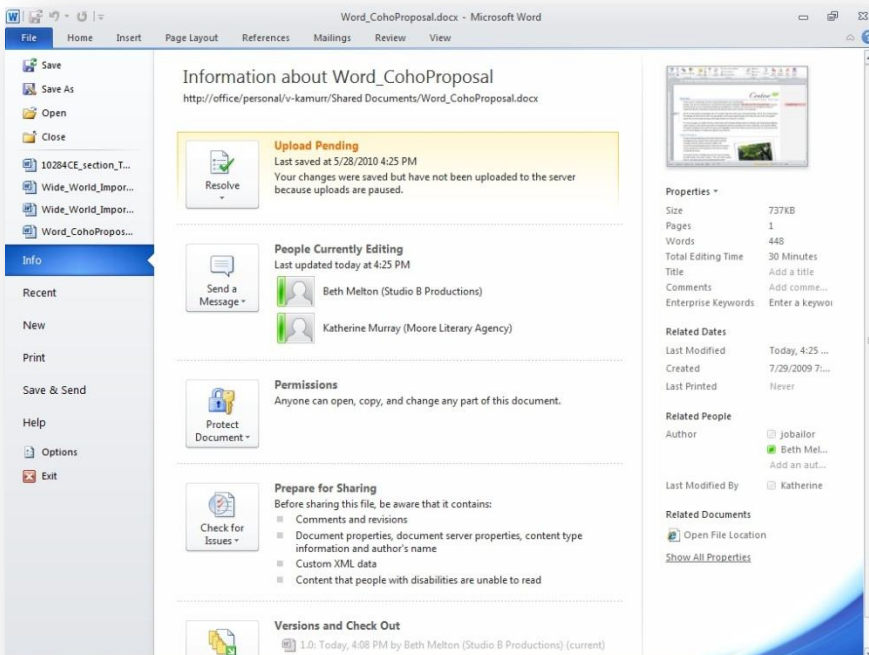 Word_CohoProposal.docx - Microsoft Word
File Home Insert Page Layout References Mailings Review View
Save
Save As
Open
Close
10284CE_section_T...
Wide_World_Impor...
Wide_World_Impor...
Word_CohoPropos...
Info
Recent
New
Print
Save & Send
Help
Options
Exit
Information about Word_CohoProposal
http://office/personal/v-kamurr/Shared Documents/Word_CohoProposal.docx
Resolve
Upload Pending
Last saved at 5/28/2010 4:25 PM
Your changes were saved but have not been uploaded to the server
because uploads are paused.
Send a
Message
People Currently Editing
Last updated today at 4:25 PM
Beth Melton (Studio B Productions)
Katherine Murray (Moore Literary Agency)
Protect
Document
Permissions
Anyone can open, copy, and change any part of this document.
Check for
Issues
Prepare for Sharing
Before sharing this file, be aware that it contains:
Comments and revisions
Document properties, document server properties, content type
information and author's name
Custom XML data
Content that people with disabilities are unable to read
Versions and Check Out
1.0: Today, 4:08 PM by Beth Melton (Studio B Productions) (current)
Properties
Size 737KB
Pages 1
Words 448
Total Editing Time 30 Minutes
Title Add a title
Comments Add comme...
Enterprise Keywords Enter a keywor
Related Dates
Last Modified Today, 4:25 ...
Created 7/29/2009 7:...
Last Printed Never
Related People
Author jobailor
Beth Mel...
Add an aut...
Last Modified By Katherine
Related Documents
Open File Location
Show All Properties